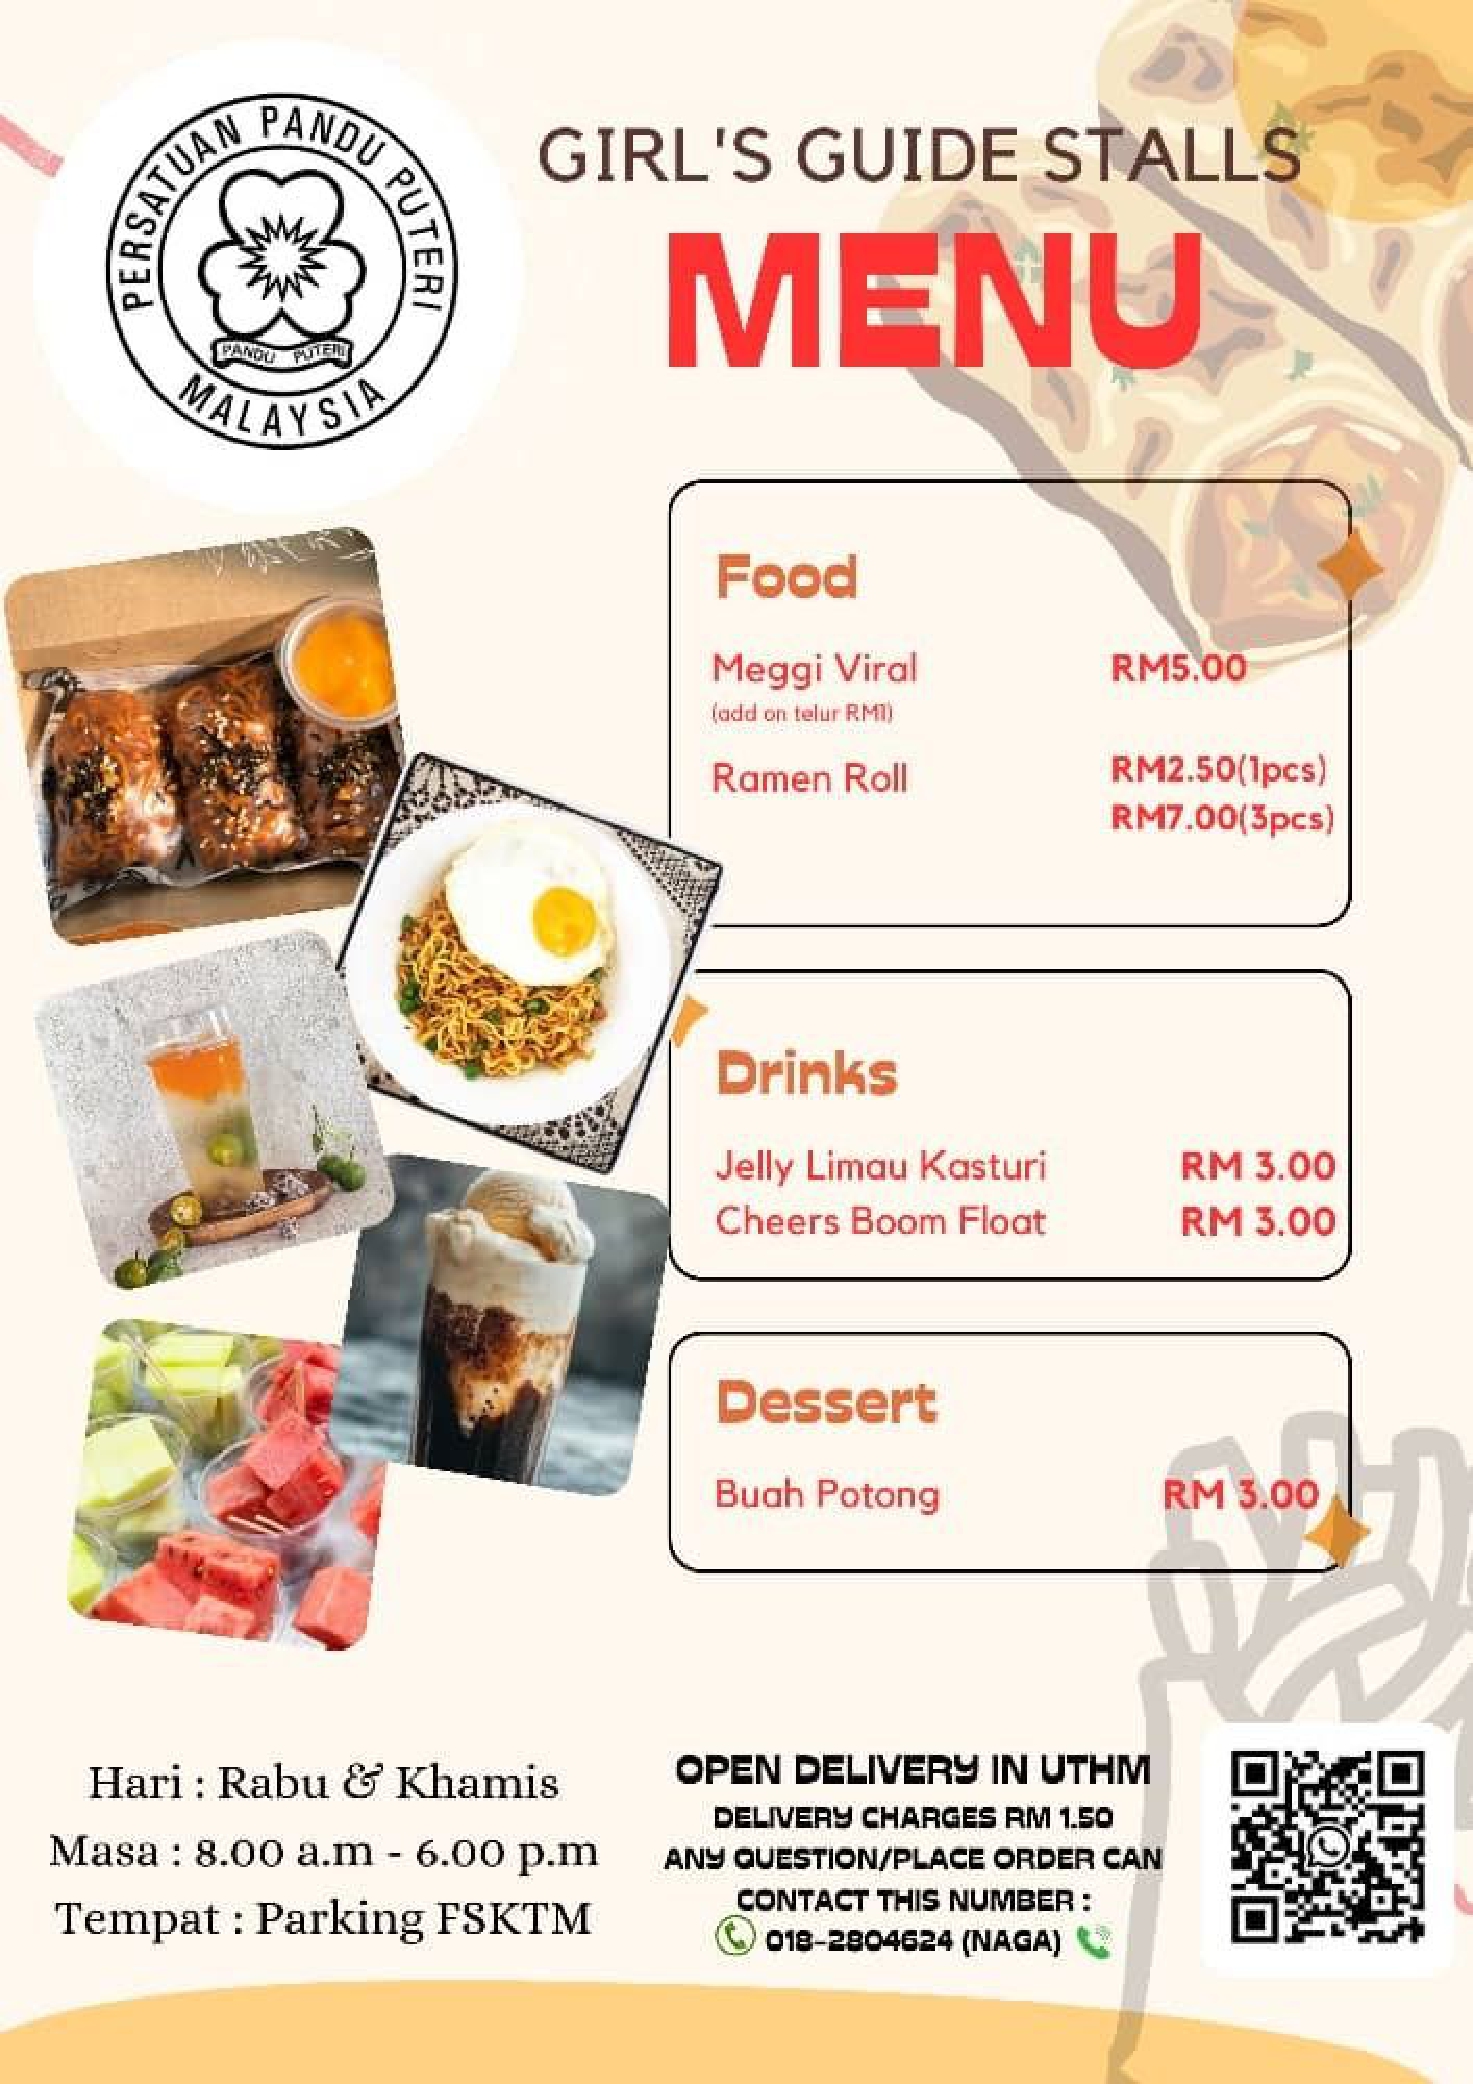 PERSATUAN PANDU PUTERI
MALAYSIA
PANDU PUTERI
GIRL'S GUIDE STALLS
MENU
Food
Meggi Viral RM5.00
(add on telur RM1)
Ramen Roll RM2.50(1pcs)
RM7.00(3pcs)
Drinks
Jelly Limau Kasturi RM 3.00
Cheers Boom Float RM 3.00
Dessert
Buah Potong RM 3.00
Hari : Rabu & Khamis
Masa : 8.00 a.m - 6.00 p.m
Tempat : Parking FSKTM
OPEN DELIVERY IN UTHM
DELIVERY CHARGES RM 1.50
ANY QUESTION/PLACE ORDER CAN
CONTACT THIS NUMBER :
018-2804624 (NAGA)